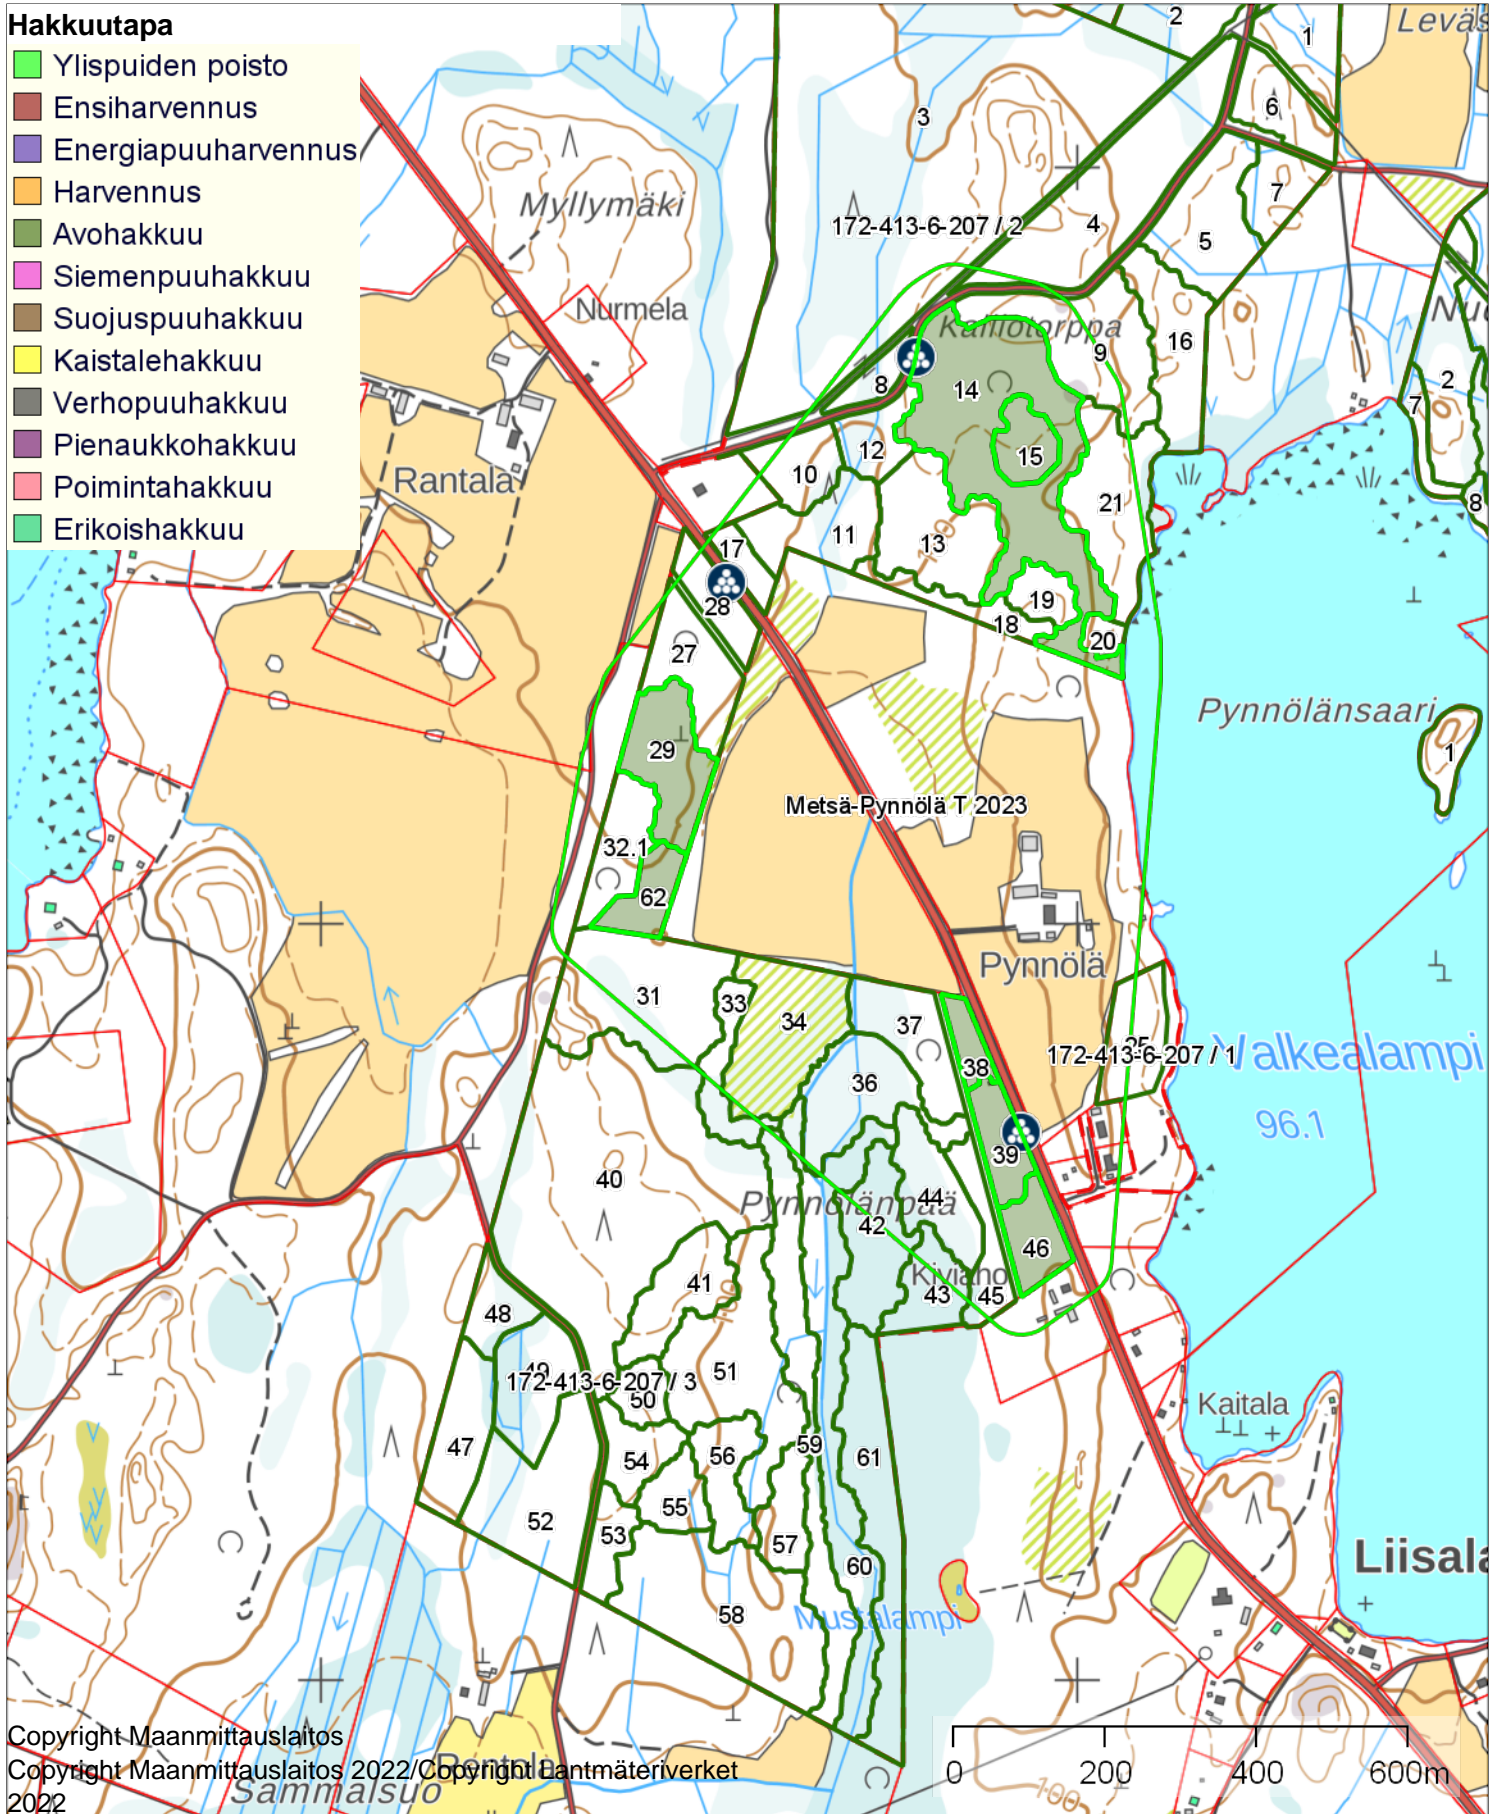 Hakkuutapa
Ylispuiden poisto
Ensiharvennus
Energiapuuharvennus
Harvennus
Avohakkuu
Siemenpuuhakkuu
Suojuspuuhakkuu
Kaistalehakkuu
Verhopuuhakkuu
Pienaukkohakkuu
Poimintahakkuu
Erikoishakkuu
2
1
3
6
Myllymäki
7
172-413-6-207 / 2
4
5
Nurmela
Kalliotorppa
9
16
8
14
2
7
12
15
10
Rantala
21
8
11
13
17
28
19
18
20
27
Pynnölänsaari
29
1
Metsä-Pynnölä T 2023
32.1
62
Pynnölä
31
33
34
37
172-413-6-207 / 1
Valkealampi
38
36
96.1
39
40
Pynnölänpää
44
42
46
Kiviaho
41
43
45
48
49
172-413-6-207 / 3
51
50
Kaitala
47
54
56
59
61
55
52
53
57
60
58
Mustalampi
Copyright Maanmittauslaitos
Copyright Maanmittauslaitos 2022/Copyright Lantmäteriverket
2022
Sammalsuo
0
200
400
600m
100